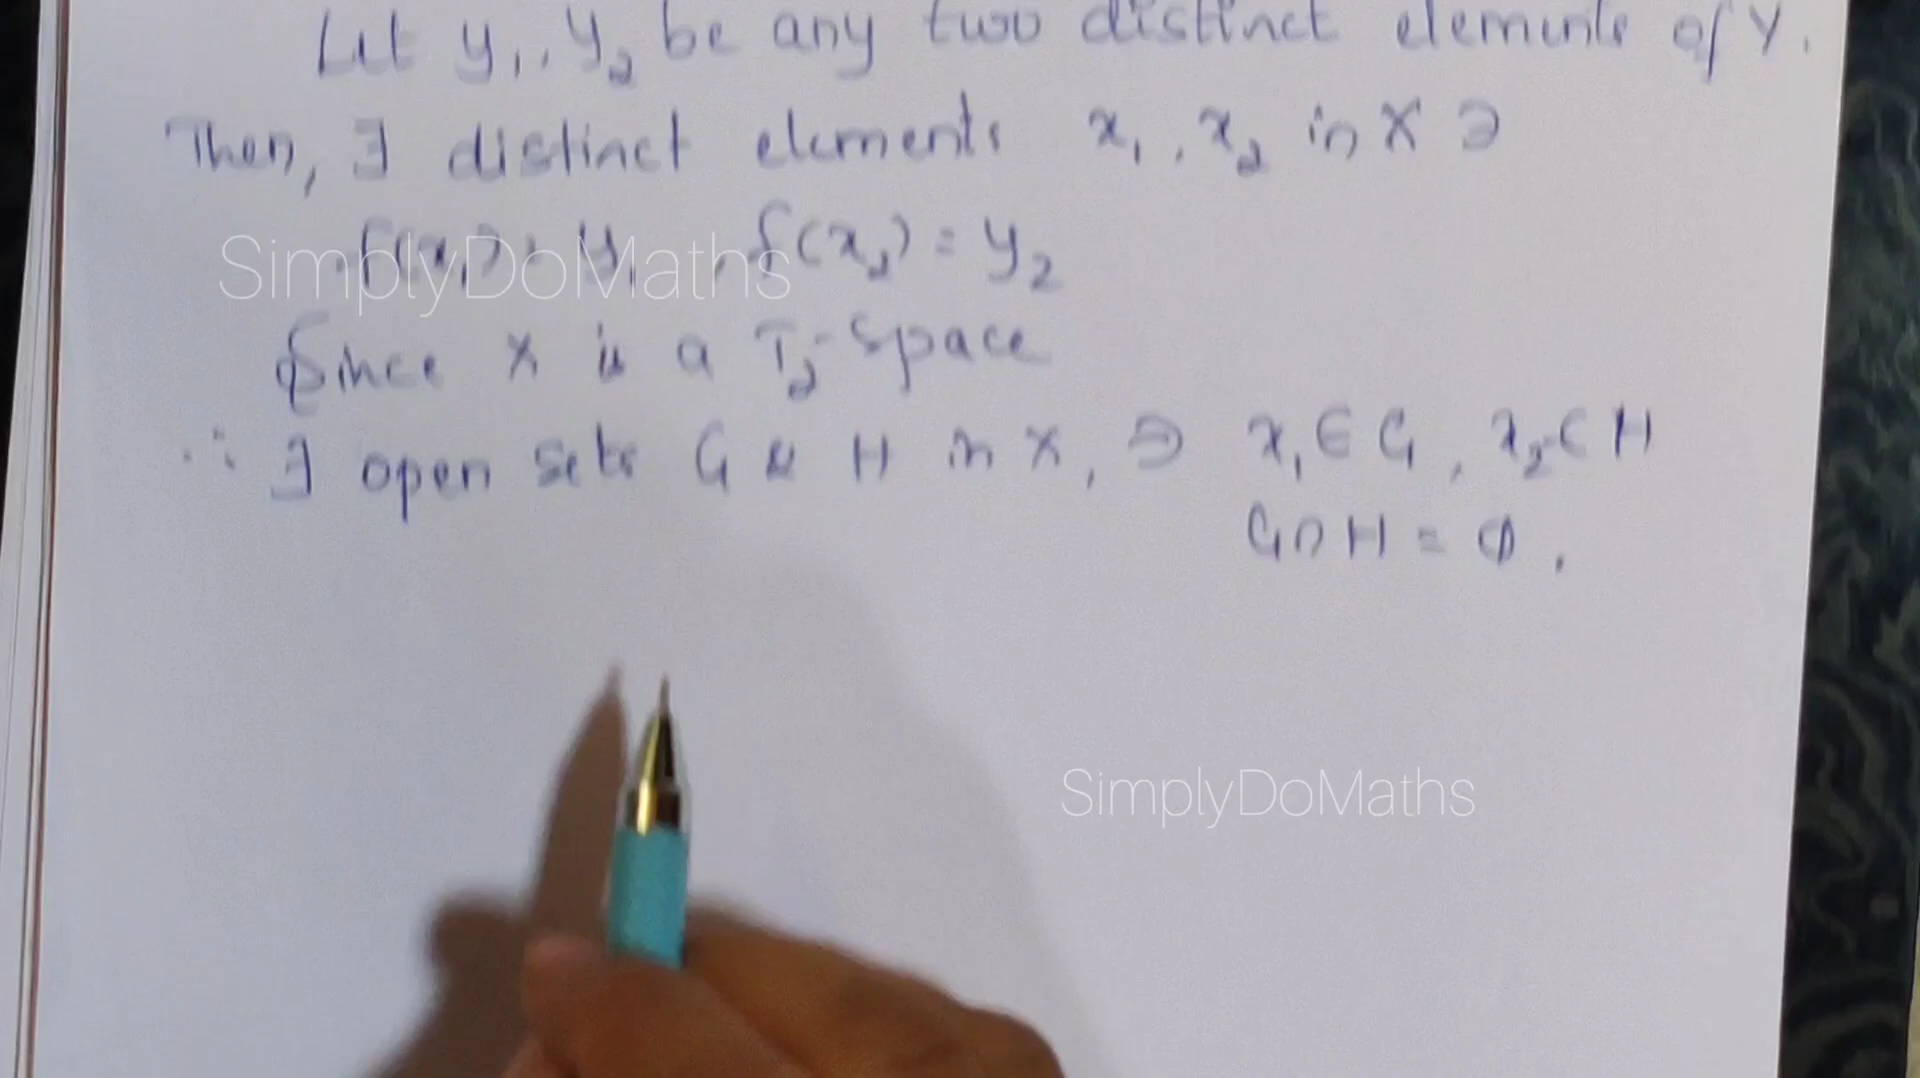 Let y₁, y₂ be any two distinct elements of Y.
Then, ∃ distinct elements x₁, x₂ in X ∋
f(x₁) = y₁, f(x₂) = y₂
SimplyDoMaths
Since X is a T₂-space
∴ ∃ open sets G & H in X, ∋ x₁ ∈ G, x₂ ∈ H
G ∩ H = ϕ.
SimplyDoMaths